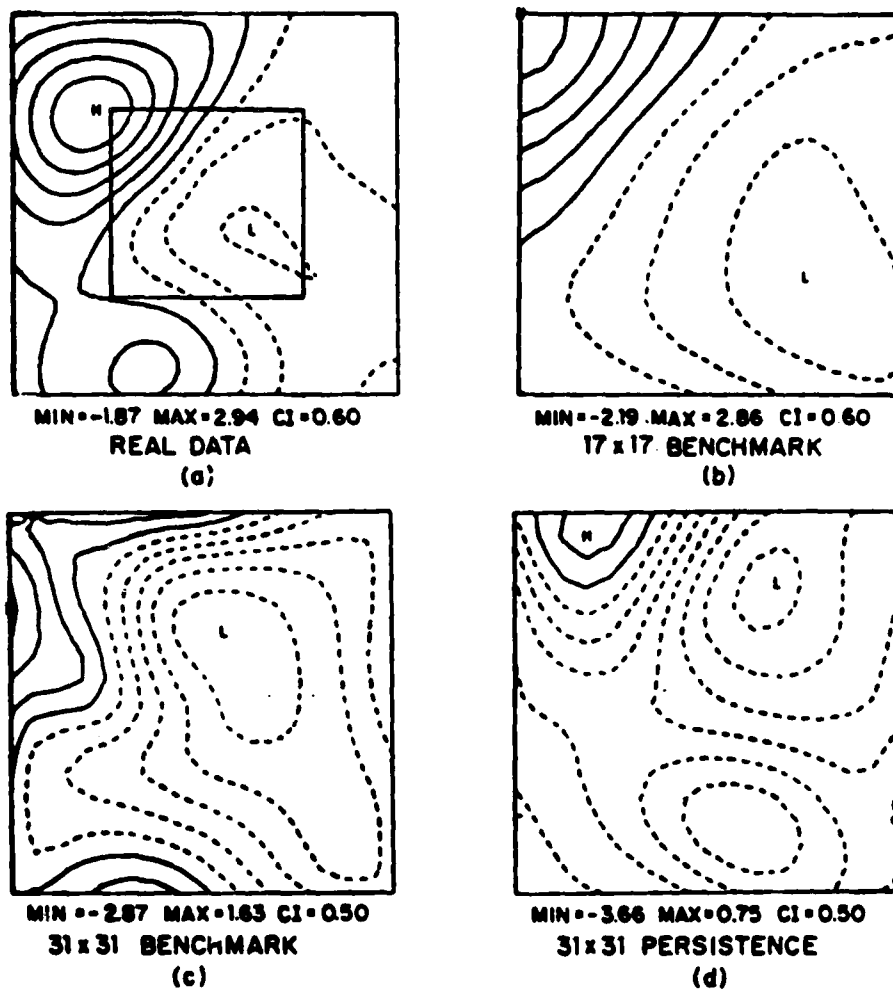 H
L
MIN=-1.87 MAX=2.94 CI=0.60
REAL DATA
(a)
L
MIN=-2.19 MAX=2.86 CI=0.60
17 x 17 BENCHMARK
(b)
L
MIN=-2.87 MAX=1.63 CI=0.50
31 x 31 BENCHMARK
(c)
H
L
MIN=-3.66 MAX=0.75 CI=0.50
31 x 31 PERSISTENCE
(d)